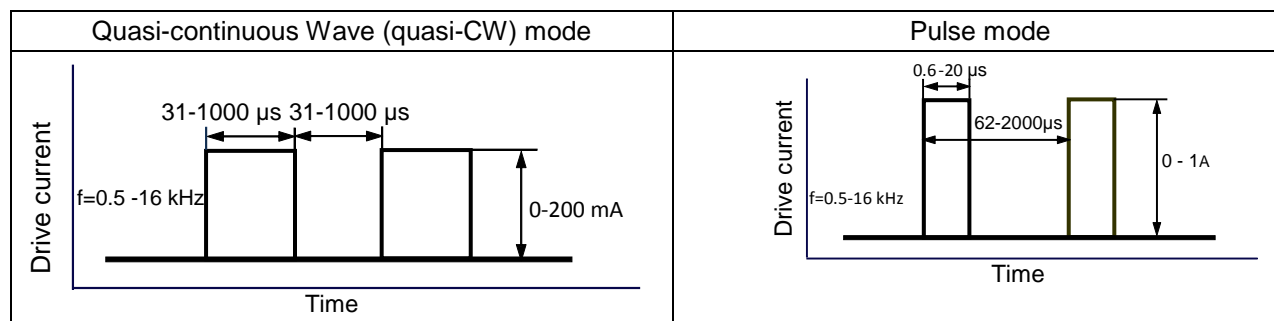 Quasi-continuous Wave (quasi-CW) mode
Drive current
31-1000 µs 31-1000 µs
f=0.5 -16 kHz
0-200 mA
Time
Pulse mode
Drive current
0.6-20 µs
62-2000µs
0 - 1A
f=0.5-16 kHz
Time